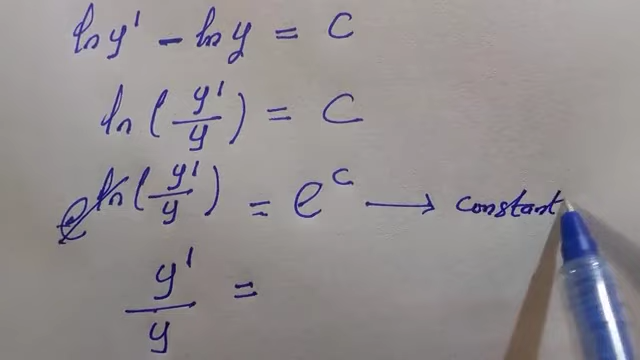 ln y' - ln y = C
ln(y'/y) = C
e^ln(y'/y) = e^c → constant
y'/y =